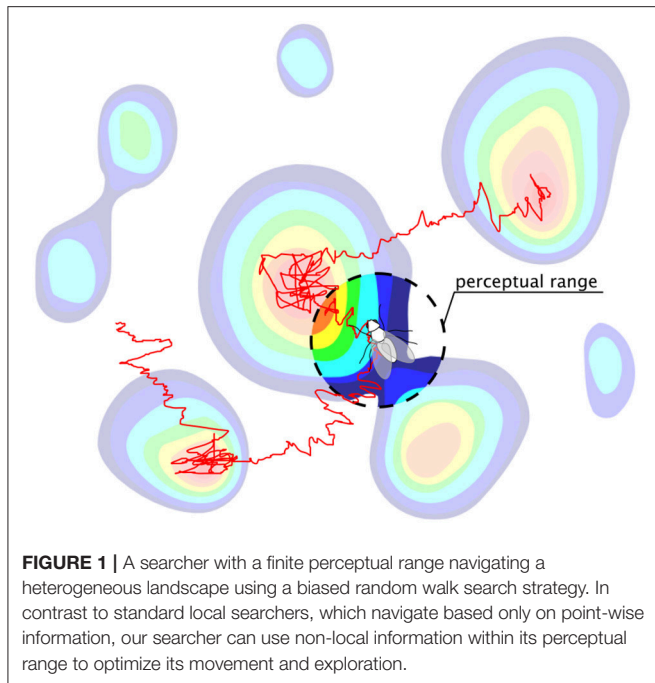 perceptual range
FIGURE 1 | A searcher with a finite perceptual range navigating a
heterogeneous landscape using a biased random walk search strategy. In
contrast to standard local searchers, which navigate based only on point-wise
information, our searcher can use non-local information within its perceptual
range to optimize its movement and exploration.